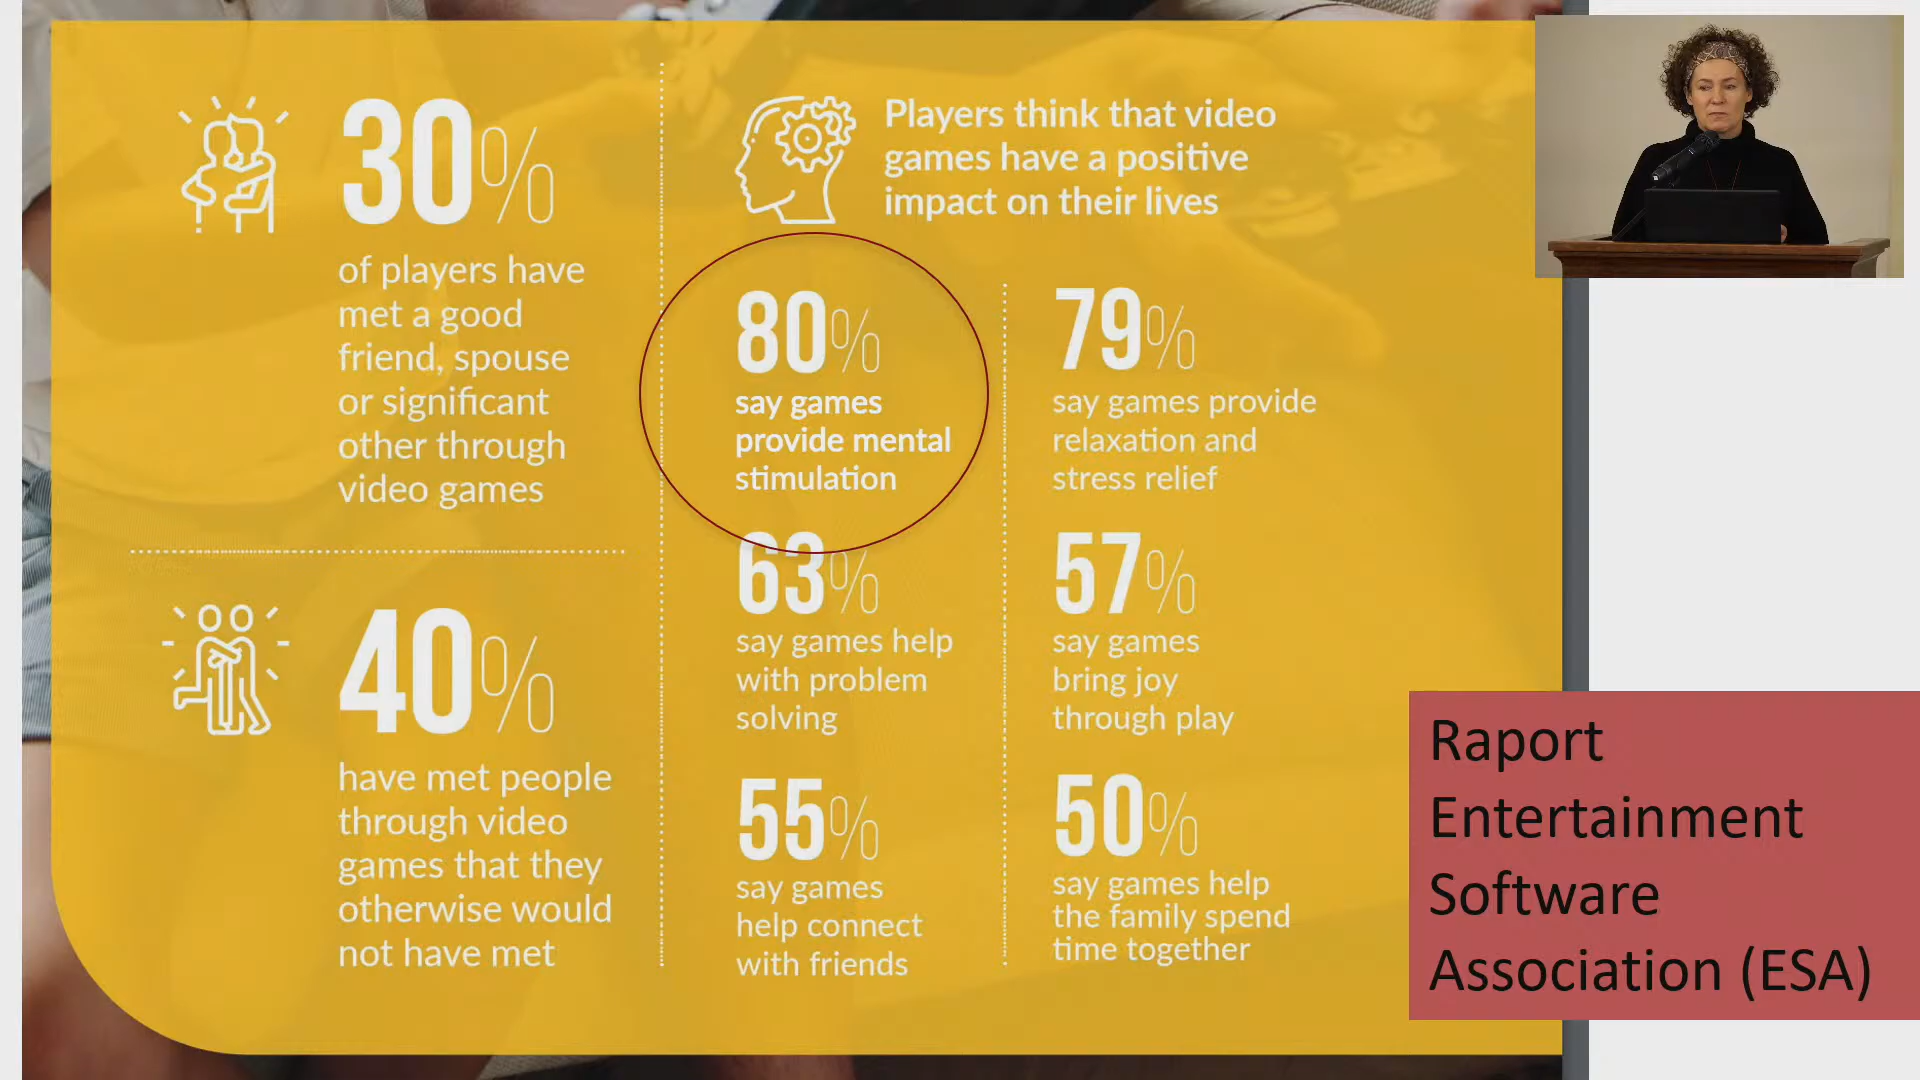 30%
of players have
met a good
friend, spouse
or significant
other through
video games
40%
have met people
through video
games that they
otherwise would
not have met
Players think that video
games have a positive
impact on their lives
80%
say games
provide mental
stimulation
79%
say games provide
relaxation and
stress relief
63%
say games help
with problem
solving
57%
say games
bring joy
through play
55%
say games
help connect
with friends
50%
say games help
the family spend
time together
Raport
Entertainment
Software
Association (ESA)